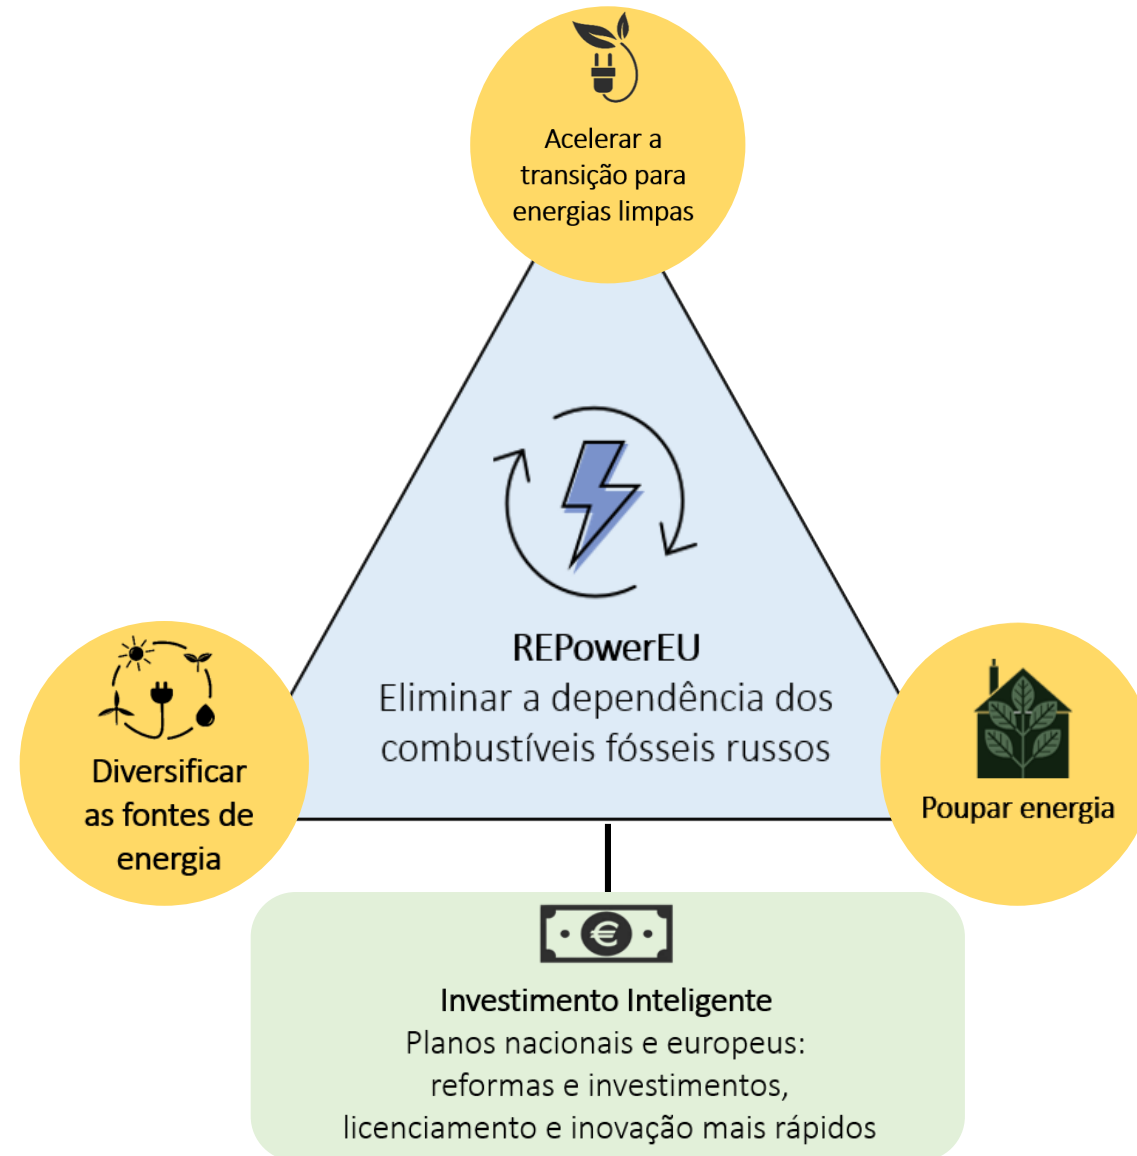 Acelerar a
transição para
energias limpas
REPowerEU
Eliminar a dependência dos
combustíveis fósseis russos
Diversificar
as fontes de
energia
Poupar energia
€
Investimento Inteligente
Planos nacionais e europeus:
reformas e investimentos,
licenciamento e inovação mais rápidos